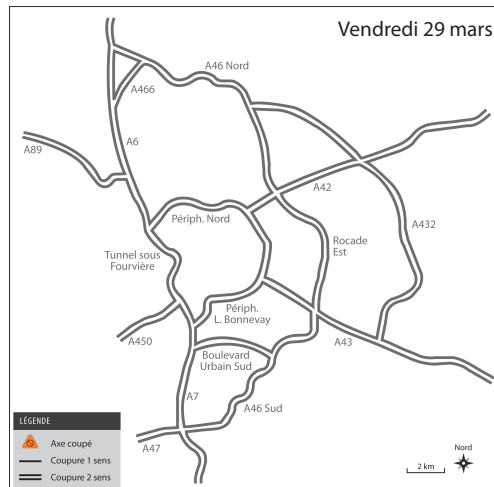 Vendredi 29 mars
A46 Nord
A466
A6
A89
A42
Périph. Nord
A432
Tunnel sous
Fourvière
Rocade
Est
Périph.
L. Bonnevay
A450
A43
Boulevard
Urbain Sud
A7
A46 Sud
A47
LÉGENDE
Axe coupé
Coupure 1 sens
Coupure 2 sens
2 km
Nord